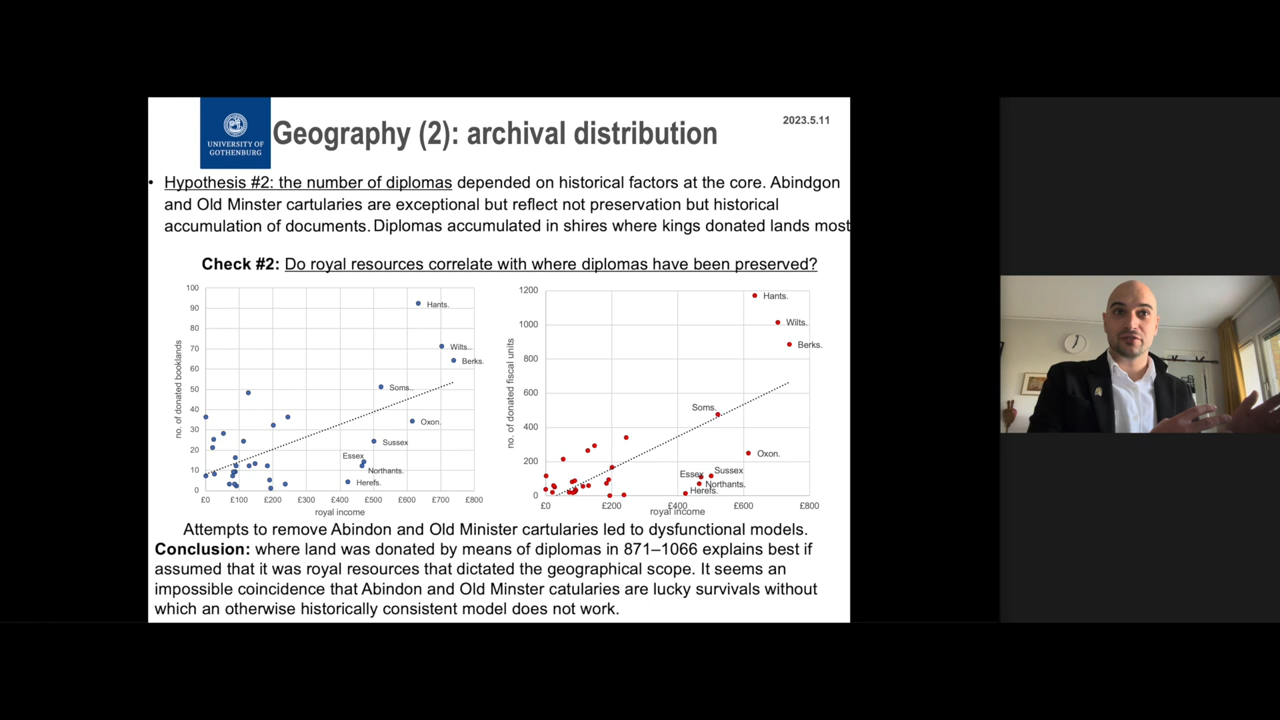 UNIVERSITY OF
GOTHENBURG
Geography (2): archival distribution
2023.5.11
• Hypothesis #2: the number of diplomas depended on historical factors at the core. Abindgon
and Old Minster cartularies are exceptional but reflect not preservation but historical
accumulation of documents. Diplomas accumulated in shires where kings donated lands most
Check #2: Do royal resources correlate with where diplomas have been preserved?
no. of donated booklands
100
90
80
70
60
50
40
30
20
10
0
Hants.
Wilts..
Berks.
Soms..
Oxon.
Sussex
Essex
Northants.
Herefs.
£0 £100 £200 £300 £400 £500 £600 £700 £800
royal income
no. of donated fiscal units
1200
1000
800
600
400
200
0
Hants.
Wilts.
Berks.
Soms.
Oxon.
Essex
Sussex
Northants.
Herefs.
£0 £200 £400 £600 £800
royal income
Attempts to remove Abindon and Old Minister cartularies led to dysfunctional models.
Conclusion: where land was donated by means of diplomas in 871–1066 explains best if
assumed that it was royal resources that dictated the geographical scope. It seems an
impossible coincidence that Abindon and Old Minster catularies are lucky survivals without
which an otherwise historically consistent model does not work.